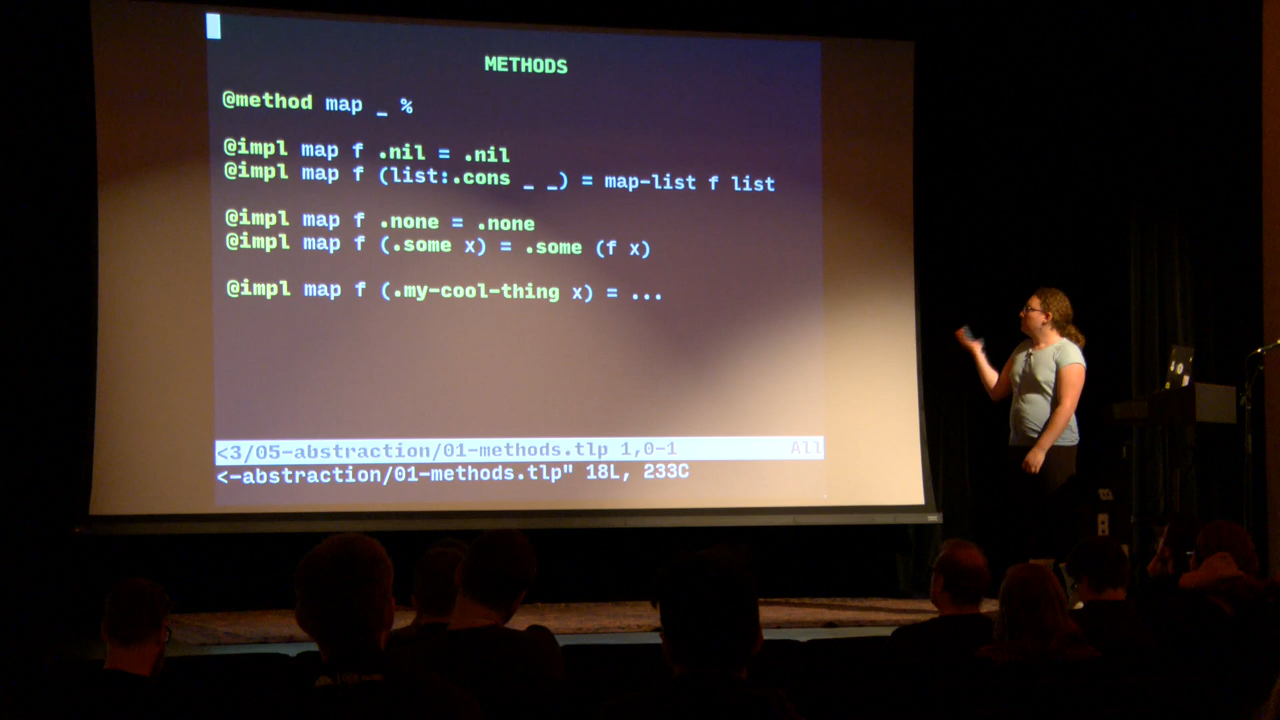 METHODS
@method map _ %
@impl map f .nil = .nil
@impl map f (list:.cons _ _) = map-list f list
@impl map f .none = .none
@impl map f (.some x) = .some (f x)
@impl map f (.my-cool-thing x) = ...
<3/05-abstraction/01-methods.tlp 1,0-1 All
<-abstraction/01-methods.tlp" 18L, 233C